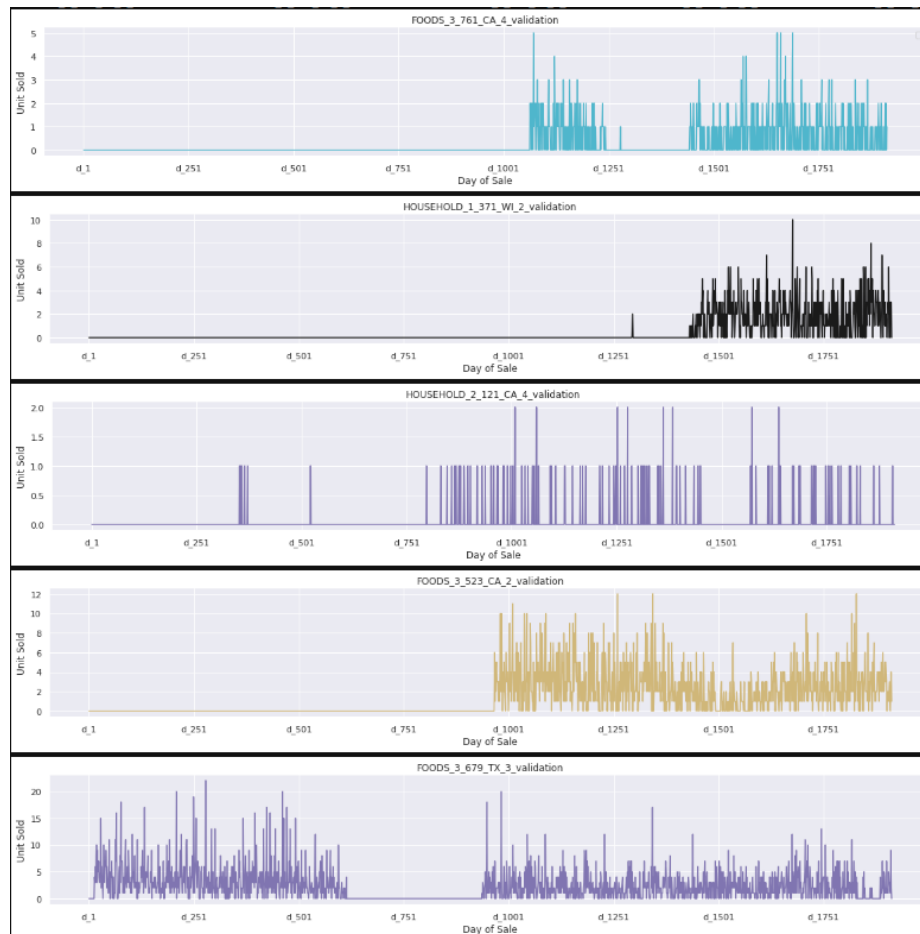 FOODS_3_761_CA_4_validation
5
4
3
2
1
0
Unit Sold
d_1 d_251 d_501 d_751 d_1001 d_1251 d_1501 d_1751
Day of Sale
HOUSEHOLD_1_371_WI_2_validation
10
8
6
4
2
0
Unit Sold
d_1 d_251 d_501 d_751 d_1001 d_1251 d_1501 d_1751
Day of Sale
HOUSEHOLD_2_121_CA_4_validation
2.0
1.5
1.0
0.5
0.0
Unit Sold
d_1 d_251 d_501 d_751 d_1001 d_1251 d_1501 d_1751
Day of Sale
FOODS_3_523_CA_2_validation
12
10
8
6
4
2
0
Unit Sold
d_1 d_251 d_501 d_751 d_1001 d_1251 d_1501 d_1751
Day of Sale
FOODS_3_679_TX_3_validation
20
15
10
5
0
Unit Sold
d_1 d_251 d_501 d_751 d_1001 d_1251 d_1501 d_1751
Day of Sale